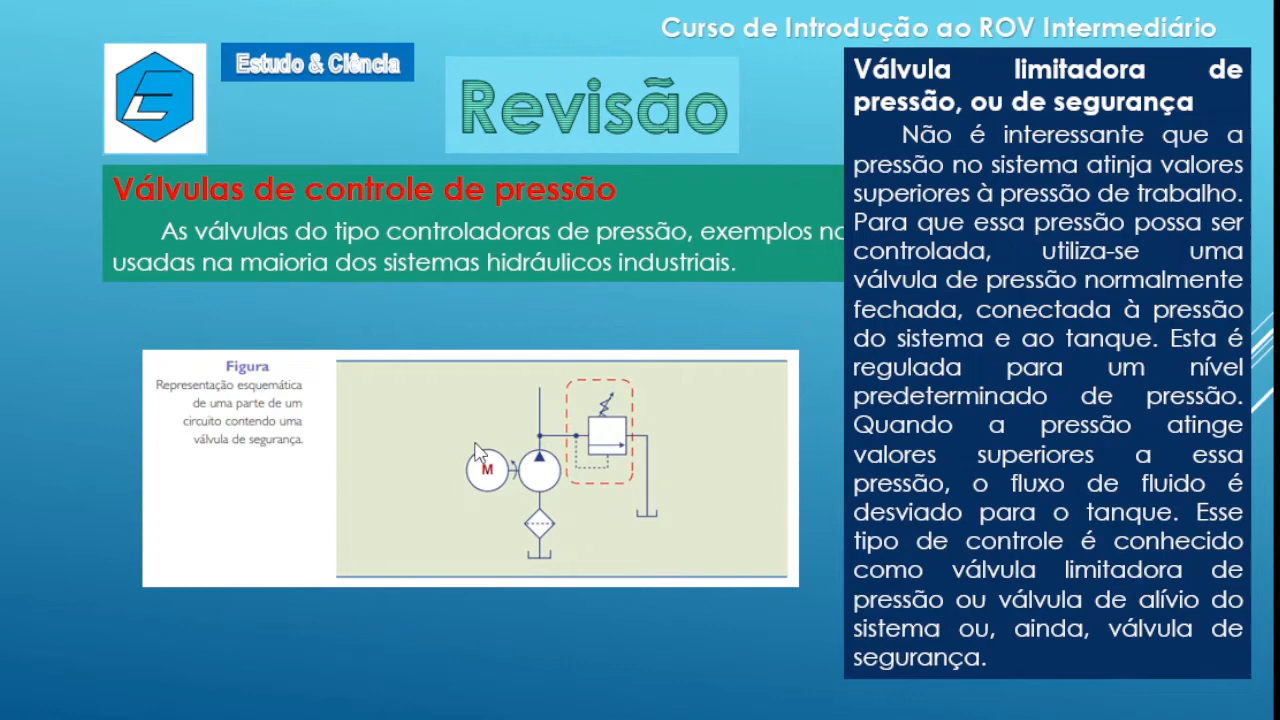 Curso de Introdução ao ROV Intermediário
Estudo & Ciência
Revisão
Válvulas de controle de pressão
As válvulas do tipo controladoras de pressão, exemplos
usadas na maioria dos sistemas hidráulicos industriais.
Figura
Representação esquemática
de uma parte de um
circuito contendo uma
válvula de segurança.
M
Válvula limitadora de
pressão, ou de segurança
Não é interessante que a
pressão no sistema atinja valores
superiores à pressão de trabalho.
Para que essa pressão possa ser
controlada, utiliza-se uma
válvula de pressão normalmente
fechada, conectada à pressão
do sistema e ao tanque. Esta é
regulada para um nível
predeterminado de pressão.
Quando a pressão atinge
valores superiores a essa
pressão, o fluxo de fluido é
desviado para o tanque. Esse
tipo de controle é conhecido
como válvula limitadora de
pressão ou válvula de alívio do
sistema ou, ainda, válvula de
segurança.